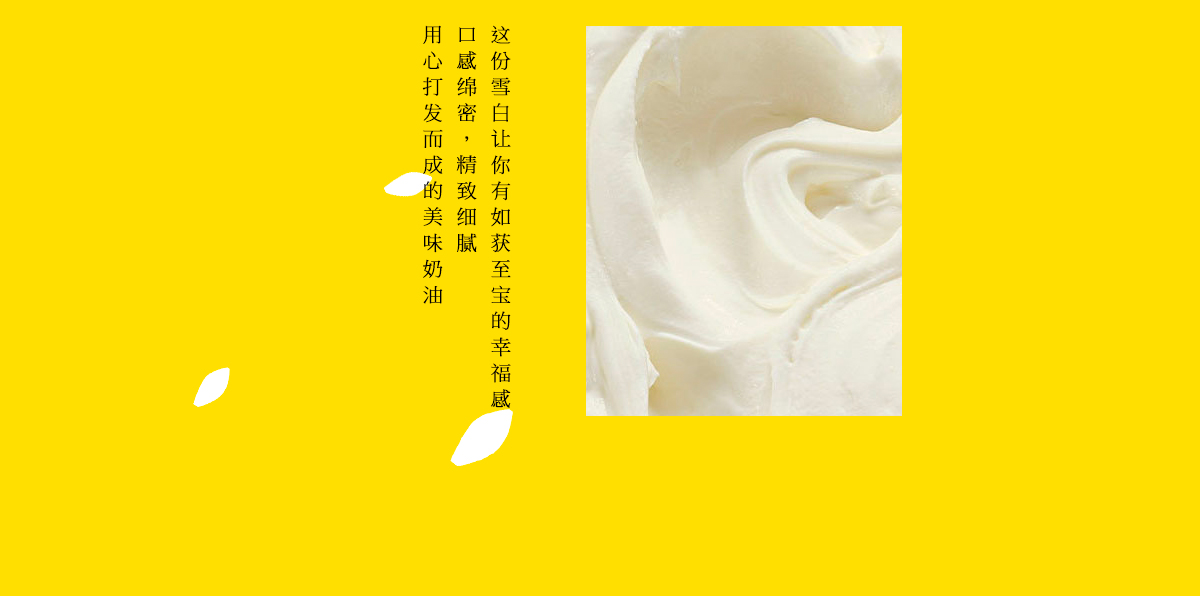 这份雪白让你有如获至宝的幸福感
口感绵密，精致细腻
用心打发而成的美味奶油